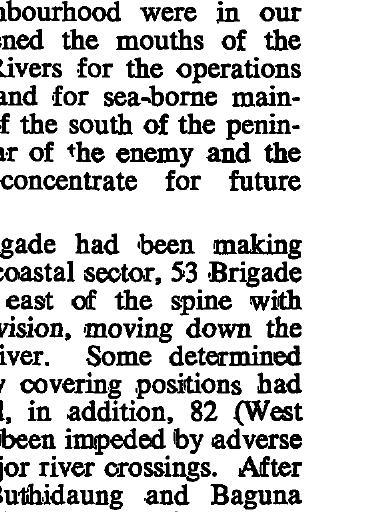 nbourhood were in our
ned the mouths of the
Rivers for the operations
and for sea-borne main-
f the south of the penin-
ar of the enemy and the
concentrate for future
gade had been making
coastal sector, 53 Brigade
east of the spine with
vision, moving down the
iver. Some determined
y covering positions had
l, in addition, 82 (West
been impeded by adverse
jor river crossings. After
Buthidaung and Baguna